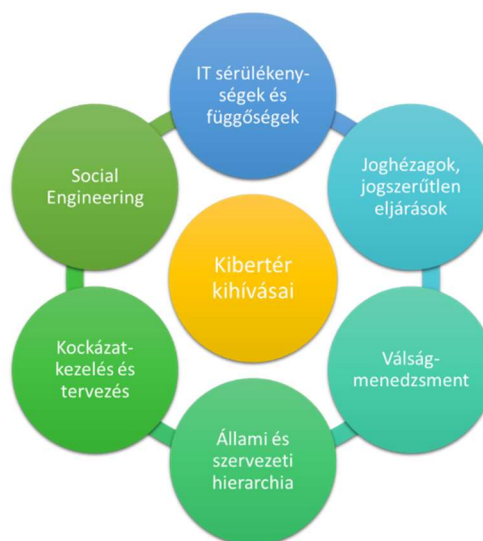 IT sérülékeny-
ségek és
függőségek
Joghézagok,
jogszerűtlen
eljárások
Válság-
menedzsment
Állami és
szervezeti
hierarchia
Kockázat-
kezelés és
tervezés
Social
Engineering
Kibertér
kihívásai